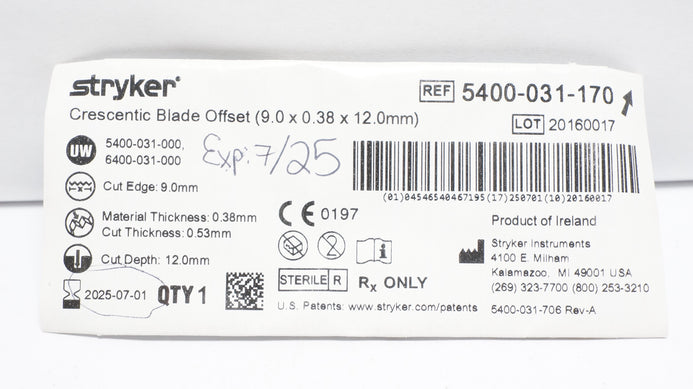 stryker®
REF 5400-031-170
Crescentic Blade Offset (9.0 x 0.38 x 12.0mm)
LOT 20160017
UW 5400-031-000,
6400-031-000
Exp: 7/25
(01)04546540467195(17)250701(10)20160017
Cut Edge: 9.0mm
Material Thickness: 0.38mm
Cut Thickness: 0.53mm
CE 0197
Product of Ireland
Cut Depth: 12.0mm
2
i
Stryker Instruments
4100 E. Milham
Kalamazoo, MI 49001 USA
(269) 323-7700 (800) 253-3210
2025-07-01 QTY 1
STERILE R Rx ONLY
U.S. Patents: www.stryker.com/patents
5400-031-706 Rev-A